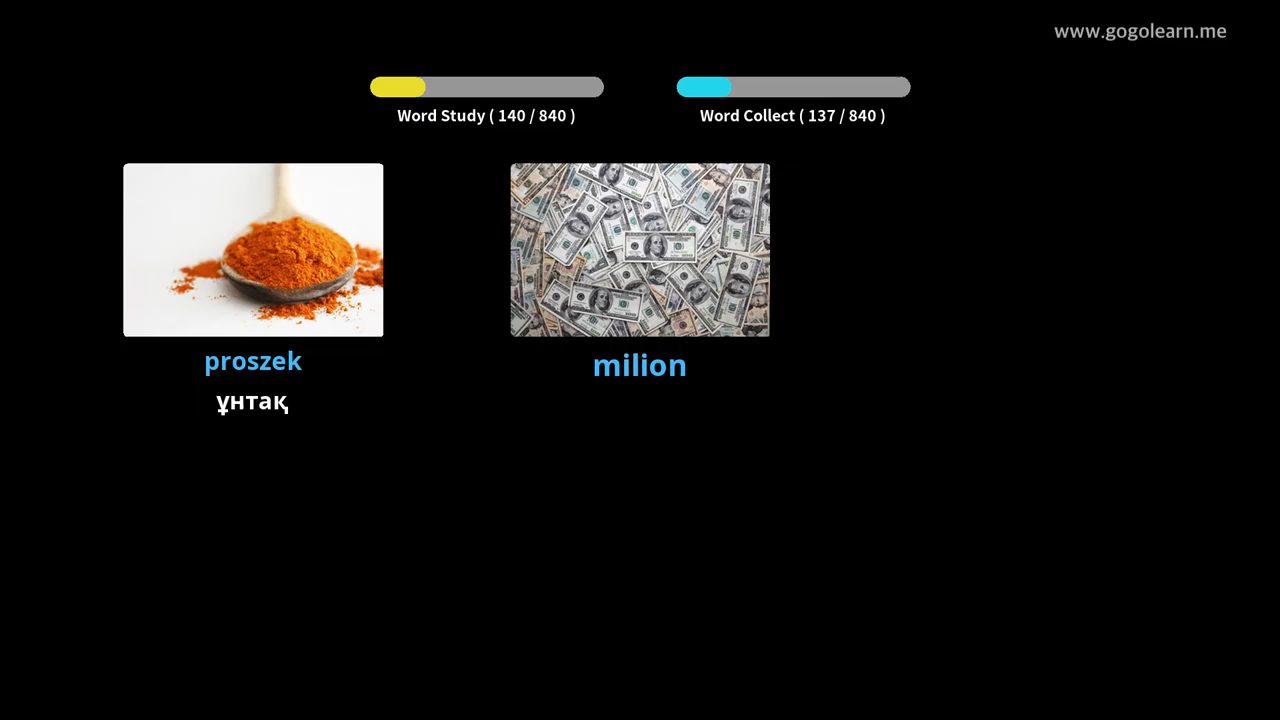 www.gogolearn.me
Word Study ( 140 / 840 )
Word Collect ( 137 / 840 )
proszek
ұнтақ
milion